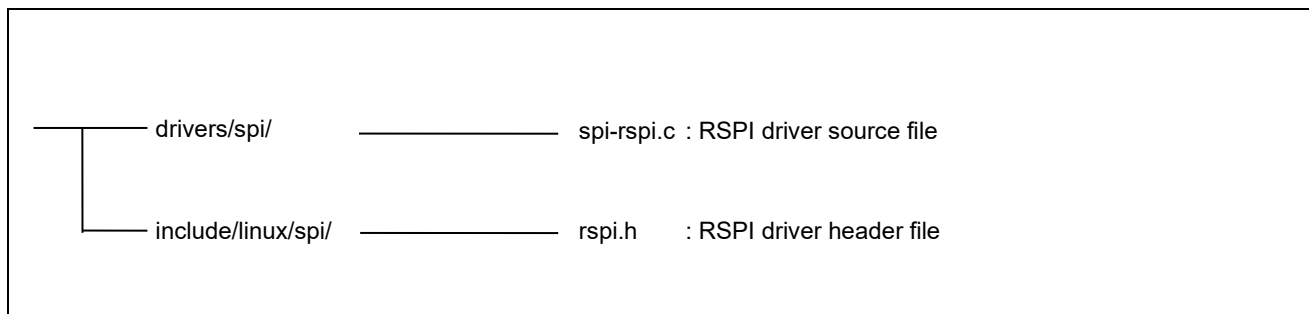 drivers/spi/ spi-rspi.c : RSPI driver source file
include/linux/spi/ rspi.h : RSPI driver header file